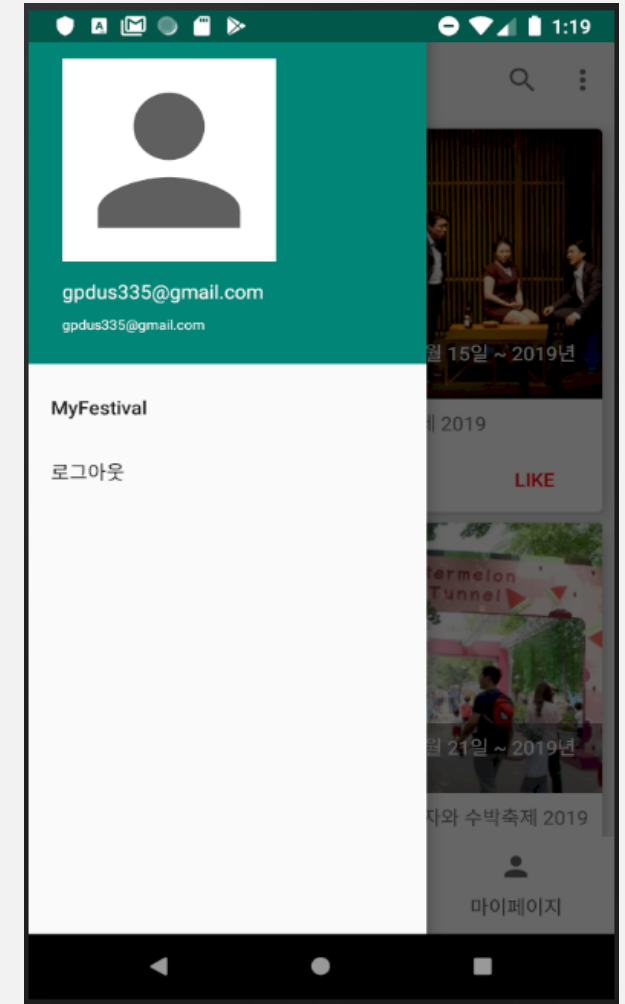 1:19
gpdus335@gmail.com
gpdus335@gmail.com
MyFestival
로그아웃
월 15일 ~ 2019년
2019
LIKE
termelon
Tunnel
월 21일 ~ 2019년
자와 수박축제 2019
마이페이지